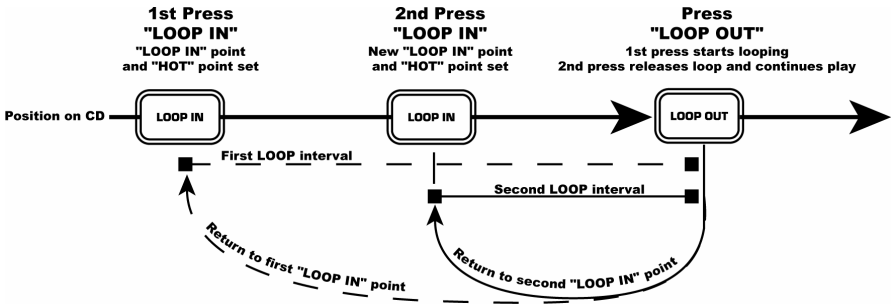 1st Press
"LOOP IN"
"LOOP IN" point
and "HOT" point set
2nd Press
"LOOP IN"
New "LOOP IN" point
and "HOT" point set
Press
"LOOP OUT"
1st press starts looping
2nd press releases loop and continues play
Position on CD
LOOP IN
LOOP IN
LOOP OUT
First LOOP interval
Second LOOP interval
Return to first "LOOP IN" point
Return to second "LOOP IN" point